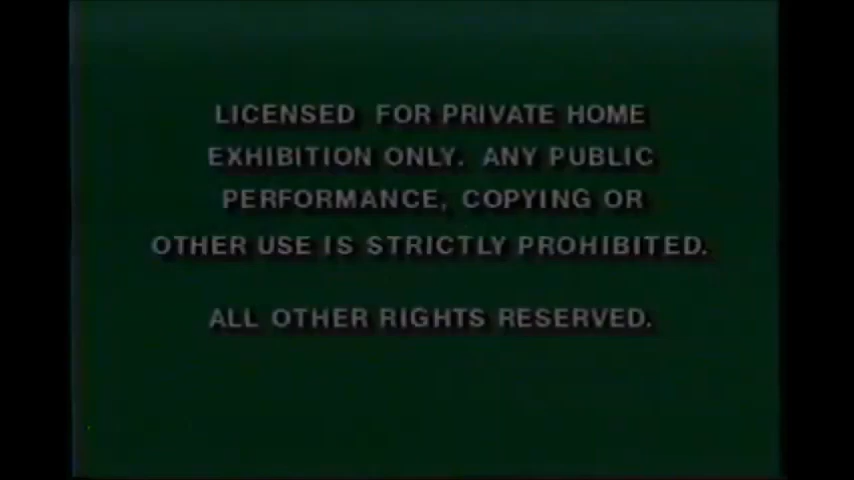 LICENSED FOR PRIVATE HOME
EXHIBITION ONLY. ANY PUBLIC
PERFORMANCE, COPYING OR
OTHER USE IS STRICTLY PROHIBITED.
ALL OTHER RIGHTS RESERVED.